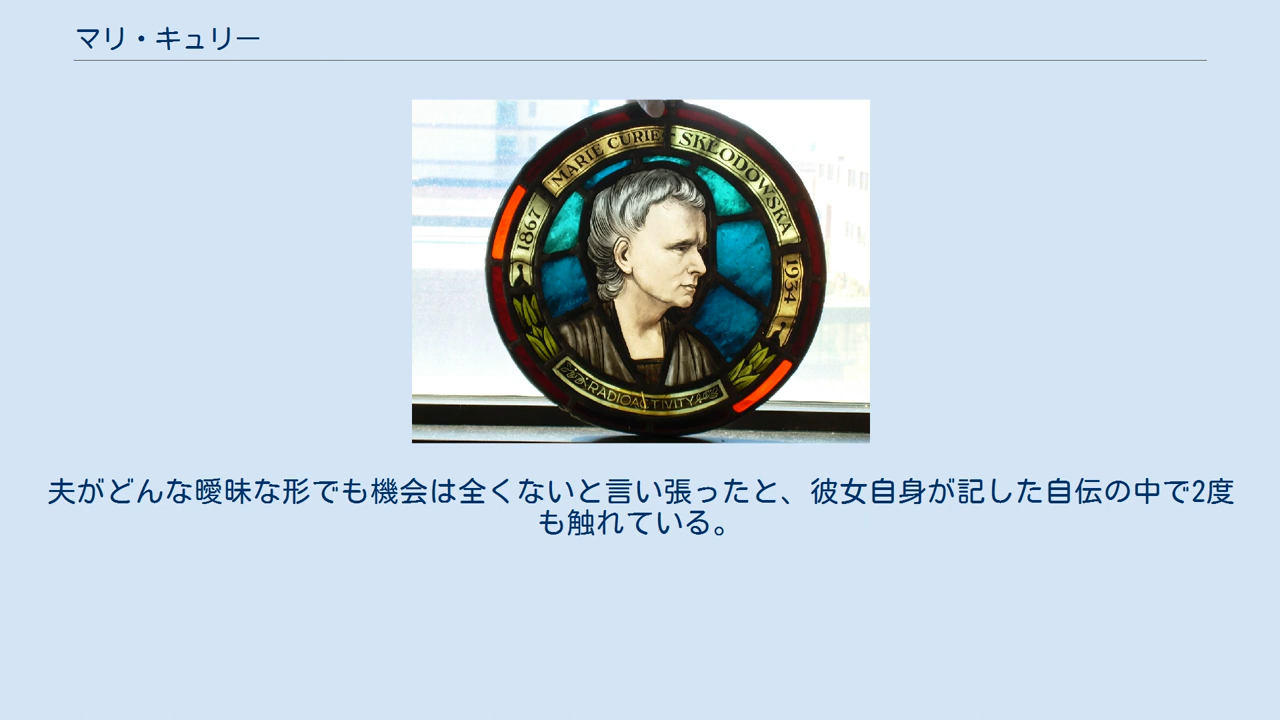 マリ・キュリー
MARIE CURIE SKŁODOWSKA
1867
1934
RADIOACTIVITY
夫がどんな曖昧な形でも機会は全くないと言い張ったと、彼女自身が記した自伝の中で2度
も触れている。